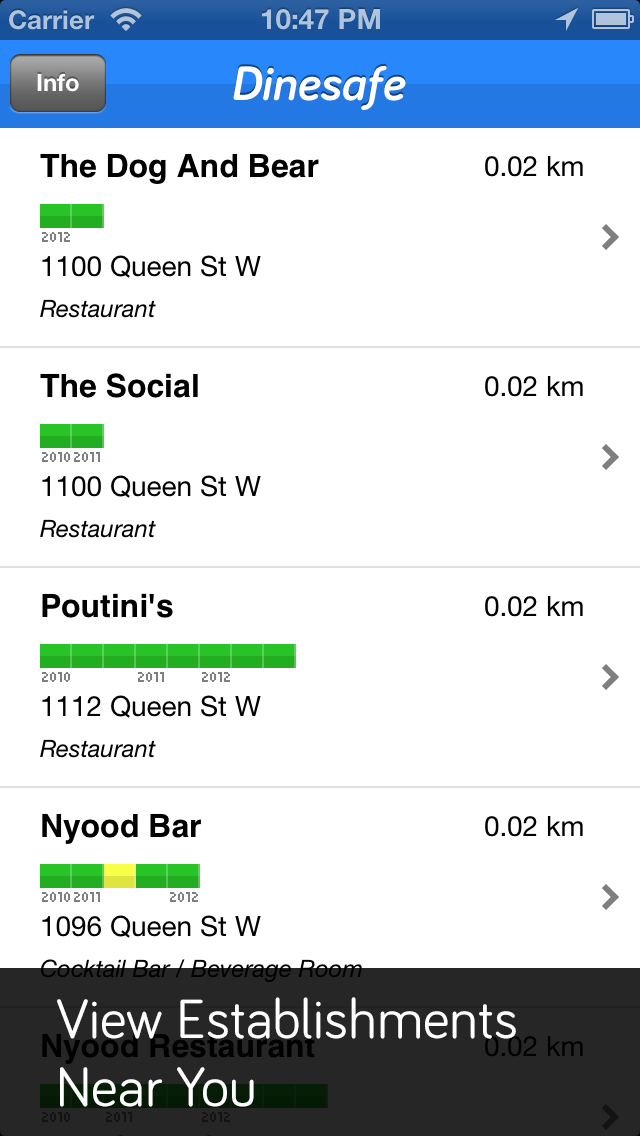 Carrier 10:47 PM
Info Dinesafe
The Dog And Bear 0.02 km
2012
1100 Queen St W
Restaurant
The Social 0.02 km
2010 2011
1100 Queen St W
Restaurant
Poutini's 0.02 km
2010 2011 2012
1112 Queen St W
Restaurant
Nyood Bar 0.02 km
2010 2011 2012
1096 Queen St W
Cocktail Bar / Beverage Room
View Establishments
Nyood Restaurant 0.02 km
Near You
2010 2011 2012